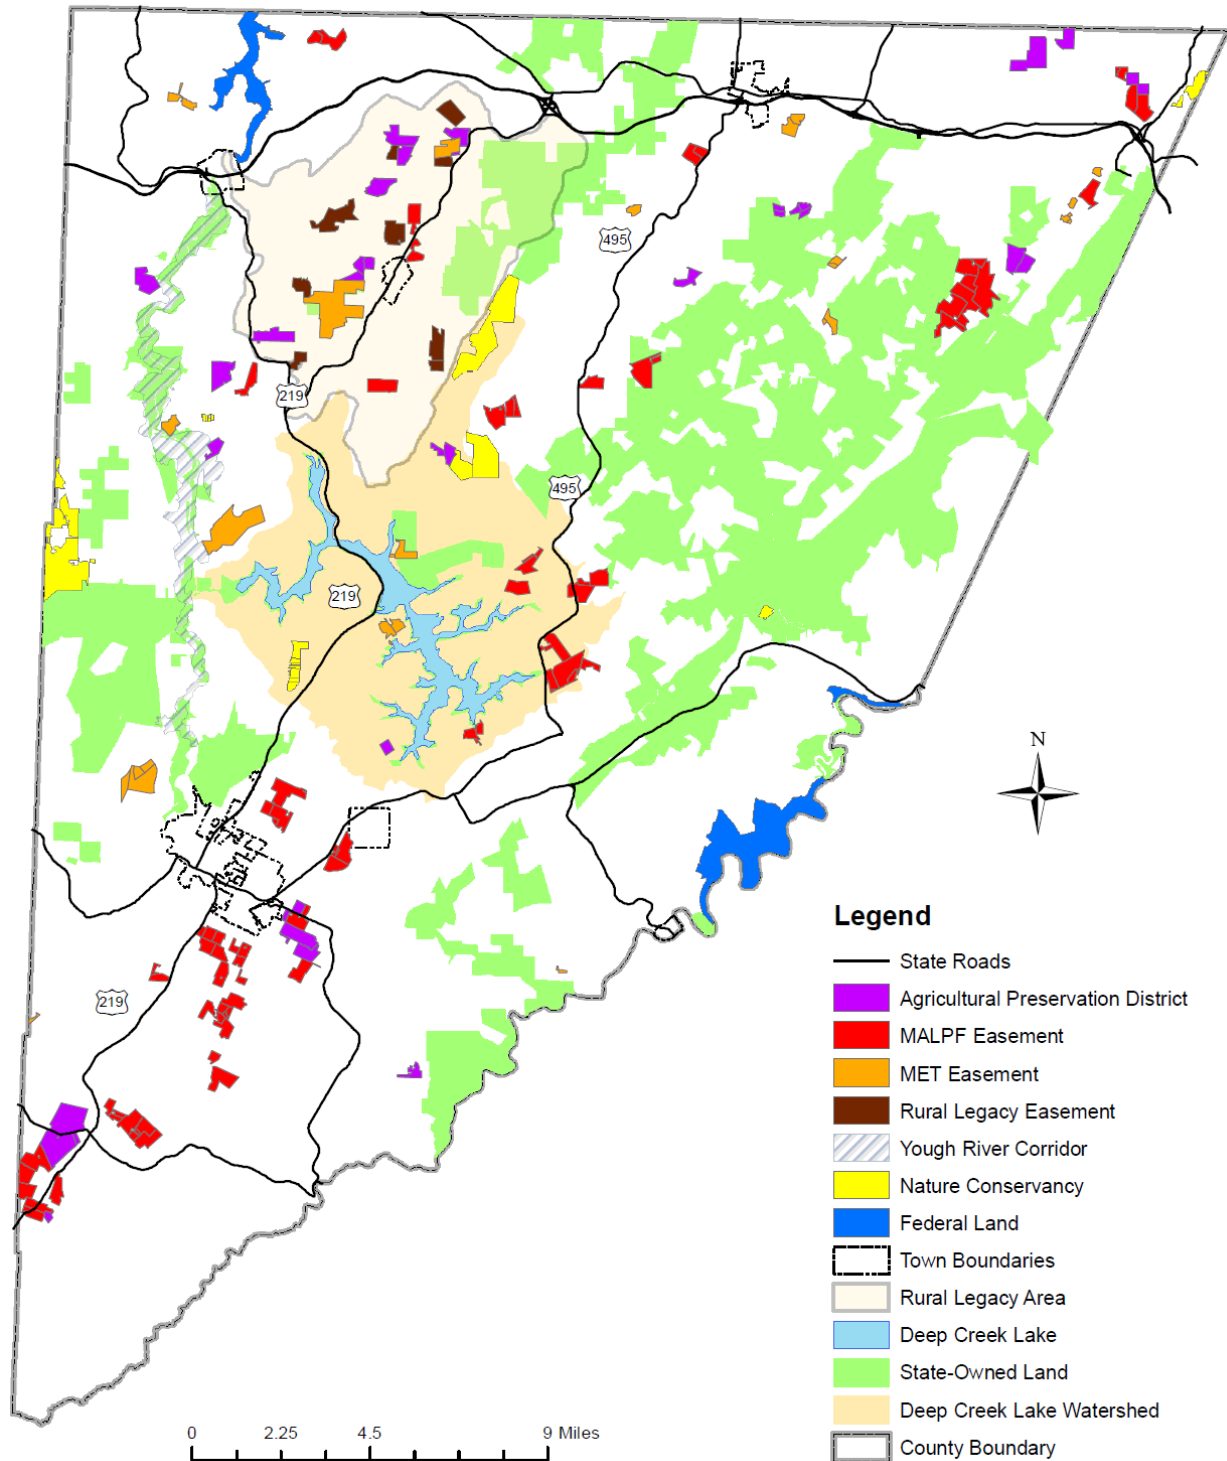 495
219
495
219
N
219
Legend
State Roads
Agricultural Preservation District
MALPF Easement
MET Easement
Rural Legacy Easement
Yough River Corridor
Nature Conservancy
Federal Land
Town Boundaries
Rural Legacy Area
Deep Creek Lake
State-Owned Land
Deep Creek Lake Watershed
County Boundary
0 2.25 4.5 9 Miles